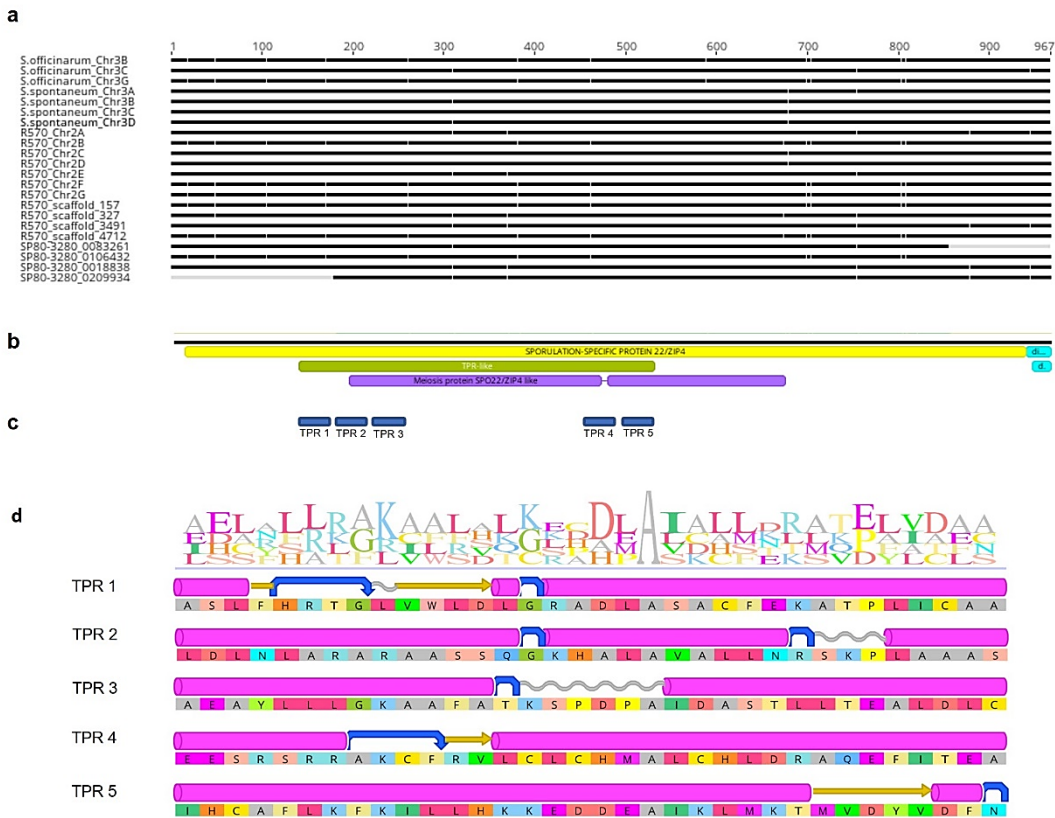 a
1 100 200 300 400 500 600 700 800 900 967
S.officinarum_Chr3B
S.officinarum_Chr3C
S.officinarum_Chr3G
S.spontaneum_Chr3A
S.spontaneum_Chr3B
S.spontaneum_Chr3C
S.spontaneum_Chr3D
R570_Chr2A
R570_Chr2B
R570_Chr2C
R570_Chr2D
R570_Chr2E
R570_Chr2F
R570_Chr2G
R570_scaffold_157
R570_scaffold_327
R570_scaffold_3491
R570_scaffold_4712
SP80-3280_0083261
SP80-3280_0106432
SP80-3280_0018838
SP80-3280_0209934
b
SPORULATION-SPECIFIC PROTEIN 22/ZIP4 di...
TPR-like d.
Meiosis protein SPO22/ZIP4 like
c
TPR 1 TPR 2 TPR 3 TPR 4 TPR 5
d
TPR 1
A S L F H R T G L V W L D L G R A D L A S A C F E K A T P L I C A A
TPR 2
L D L N L A R A R A A S S Q G K H A L A V A L L N R S K P L A A A S
TPR 3
A E A Y L L L G K A A F A T K S P D P A I D A S T L L T E A L D L C
TPR 4
E E S R S R R A K C F R V L C L C H M A L C H L D R A Q E F I T E A
TPR 5
I H C A F L K F K I L L H K K E D D E A I K L M K T M V D Y V D F N